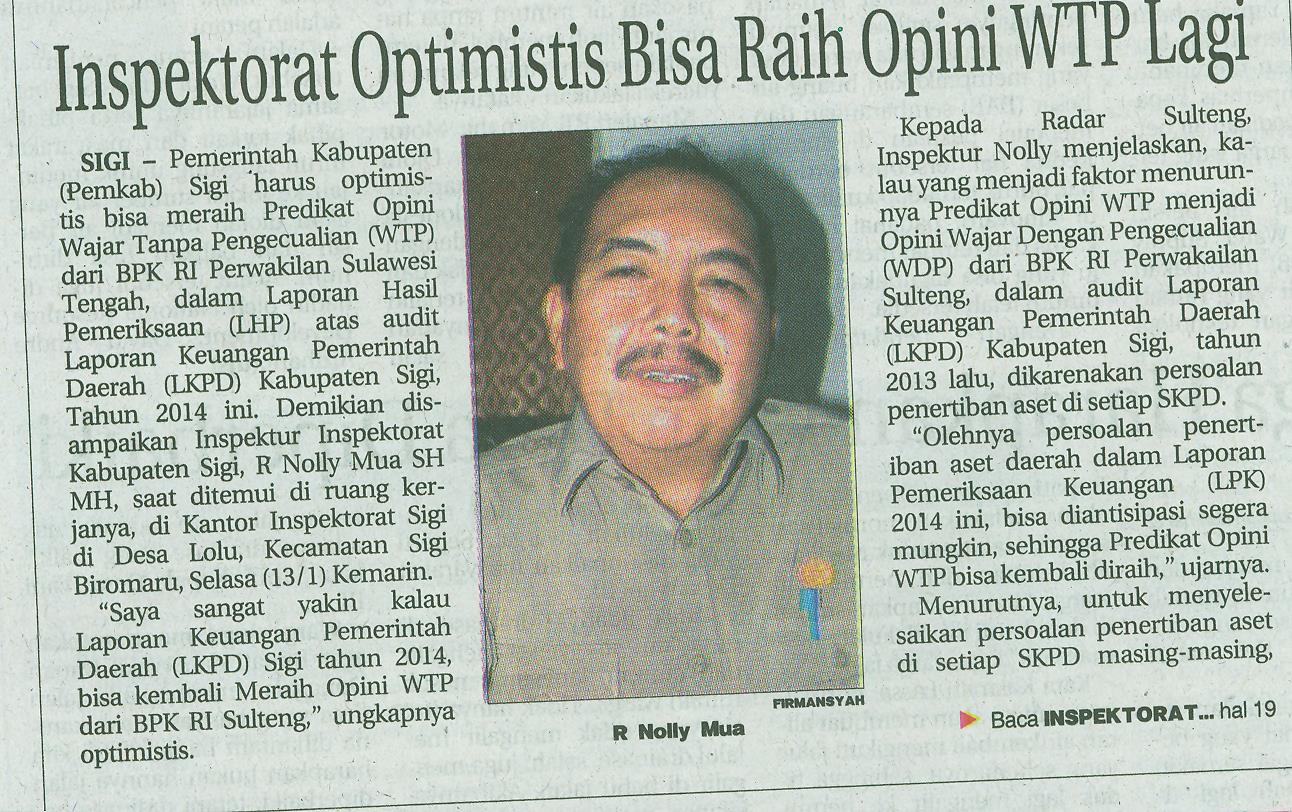 Inspektorat Optimistis Bisa Raih Opini WTP Lagi
SIGI – Pemerintah Kabupaten
(Pemkab) Sigi harus optimis-
tis bisa meraih Predikat Opini
Wajar Tanpa Pengecualian (WTP)
dari BPK RI Perwakilan Sulawesi
Tengah, dalam Laporan Hasil
Pemeriksaan (LHP) atas audit
Laporan Keuangan Pemerintah
Daerah (LKPD) Kabupaten Sigi,
Tahun 2014 ini. Demikian dis-
ampaikan Inspektur Inspektorat
Kabupaten Sigi, R Nolly Mua SH
MH, saat ditemui di ruang ker-
janya, di Kantor Inspektorat Sigi
di Desa Lolu, Kecamatan Sigi
Biromaru, Selasa (13/1) Kemarin.
“Saya sangat yakin kalau
Laporan Keuangan Pemerintah
Daerah (LKPD) Sigi tahun 2014,
bisa kembali Meraih Opini WTP
dari BPK RI Sulteng,” ungkapnya
optimistis.
FIRMANSYAH
R Nolly Mua
Kepada Radar Sulteng,
Inspektur Nolly menjelaskan, ka-
lau yang menjadi faktor menurun-
nya Predikat Opini WTP menjadi
Opini Wajar Dengan Pengecualian
(WDP) dari BPK RI Perwakailan
Sulteng, dalam audit Laporan
Keuangan Pemerintah Daerah
(LKPD) Kabupaten Sigi, tahun
2013 lalu, dikarenakan persoalan
penertiban aset di setiap SKPD.
“Olehnya persoalan penert-
iban aset daerah dalam Laporan
Pemeriksaan Keuangan (LPK)
2014 ini, bisa diantisipasi segera
mungkin, sehingga Predikat Opini
WTP bisa kembali diraih,” ujarnya.
Menurutnya, untuk menyele-
saikan persoalan penertiban aset
di setiap SKPD masing-masing,
Baca INSPEKTORAT... hal 19